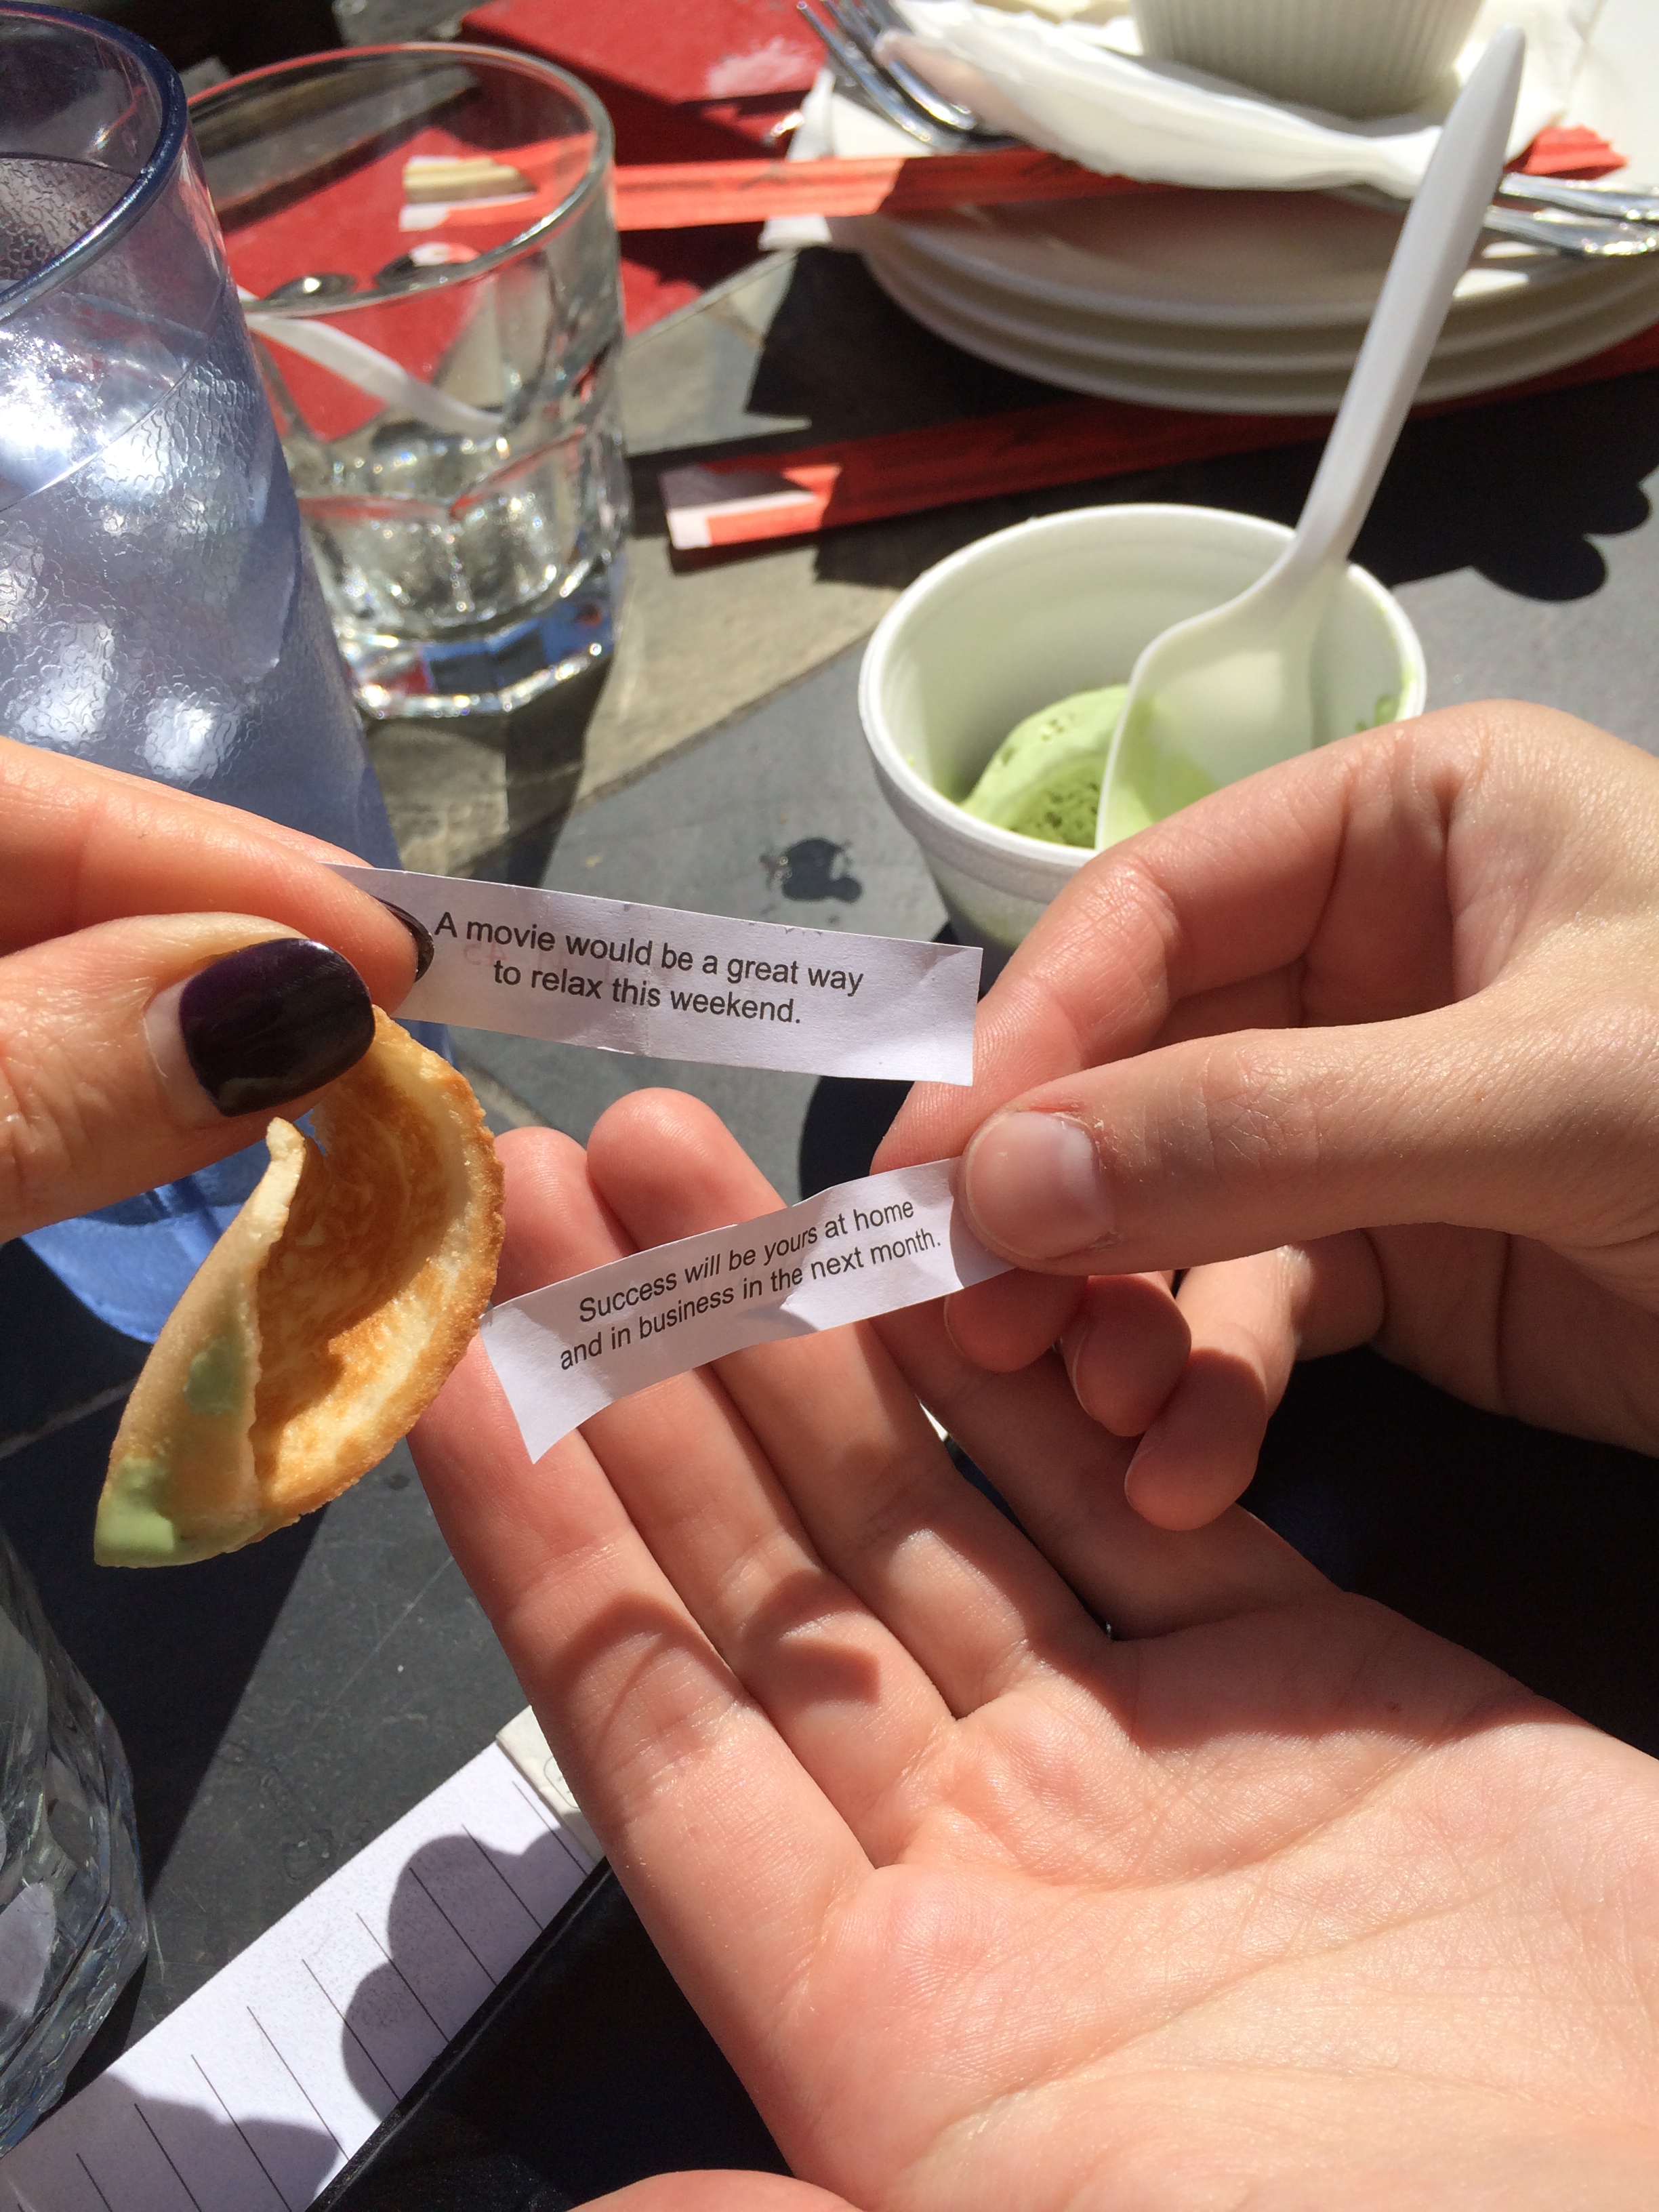 A movie would be a great way
to relax this weekend.
Success will be yours at home
and in business in the next month.